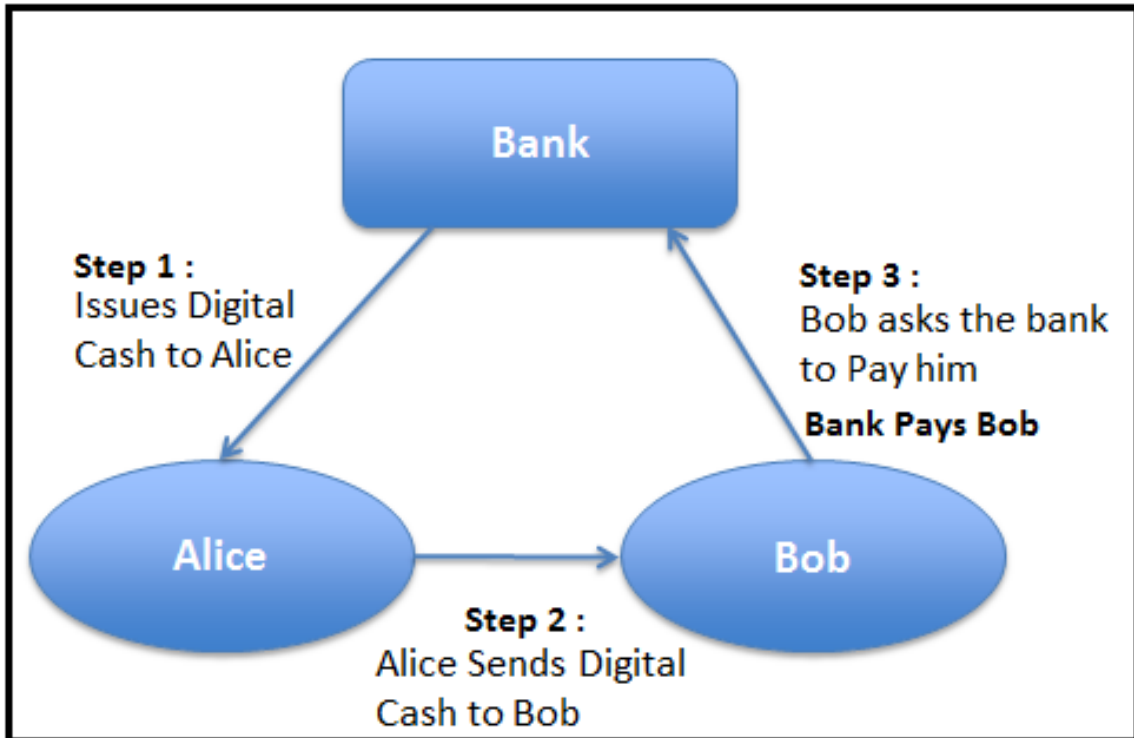 Bank
Step 1 :
Issues Digital
Cash to Alice
Step 3 :
Bob asks the bank
to Pay him
Bank Pays Bob
Alice
Bob
Step 2 :
Alice Sends Digital
Cash to Bob